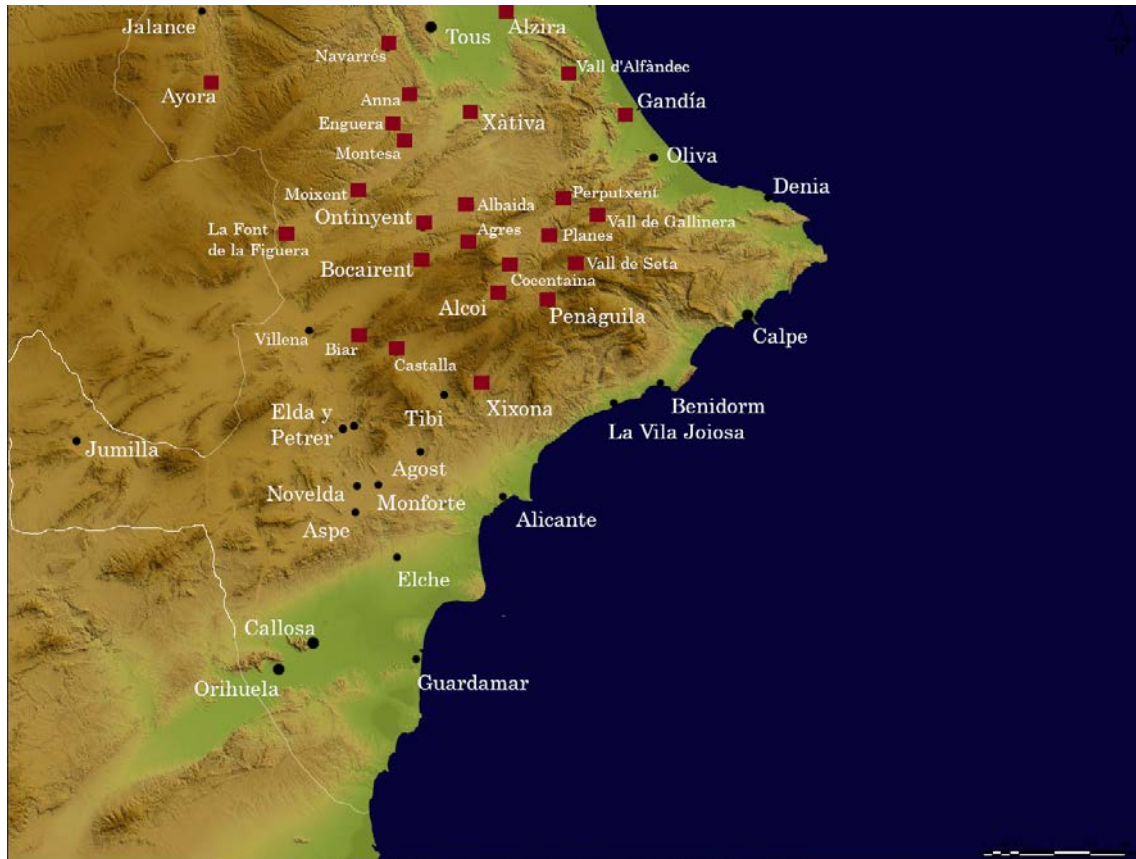 Jalance
Tous
Alzira
Navarrés
Vall d'Alfàndec
Ayora
Anna
Gandía
Enguera
Xàtiva
Montesa
Oliva
Moixent
Albaida
Perputxent
Denia
Ontinyent
Vall de Gallinera
La Font
de la Figuera
Agres
Planes
Bocairent
Cocentaina
Vall de Seta
Alcoi
Penàguila
Villena
Biar
Calpe
Castalla
Tibi
Xixona
Benidorm
Elda y
Petrer
La Vila Joiosa
Jumilla
Agost
Novelda
Monforte
Alicante
Aspe
Elche
Callosa
Orihuela
Guardamar